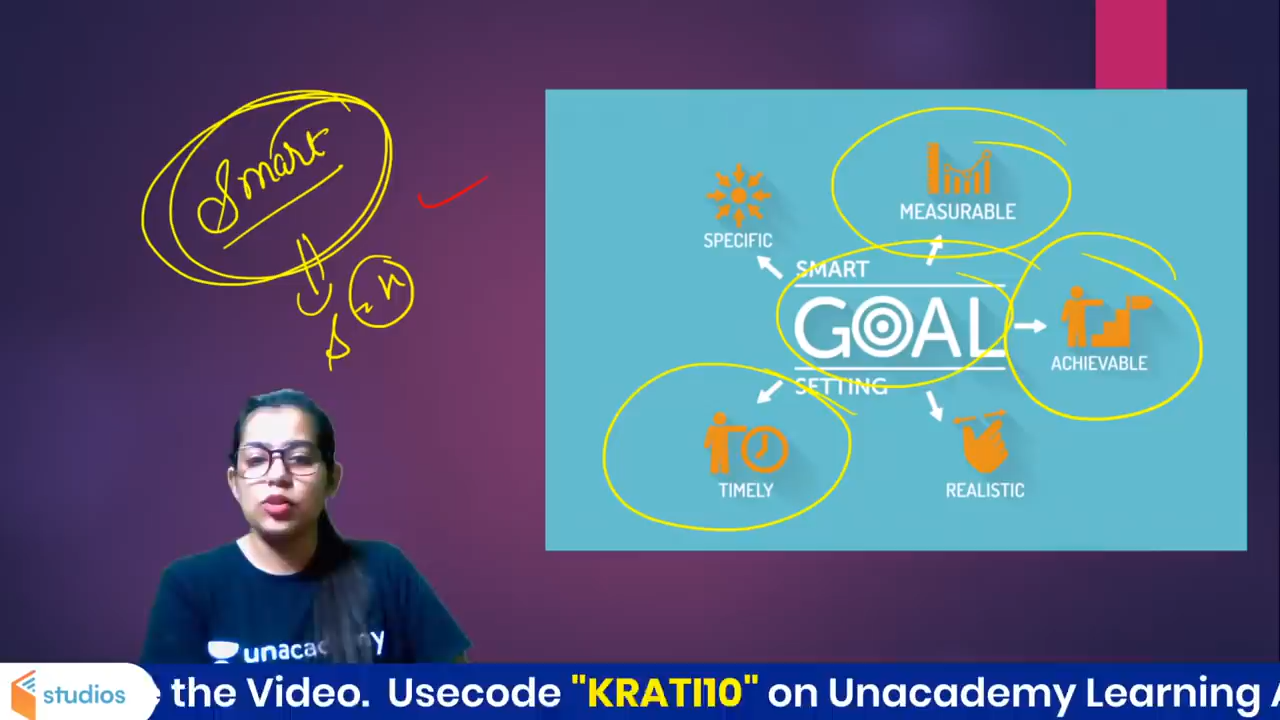 Smart
MEASURABLE
SPECIFIC
SMART
GOAL
ACHIEVABLE
SETTING
TIMELY
REALISTIC
unacademy
studios
the Video. Usecode "KRATI10" on Unacademy Learning